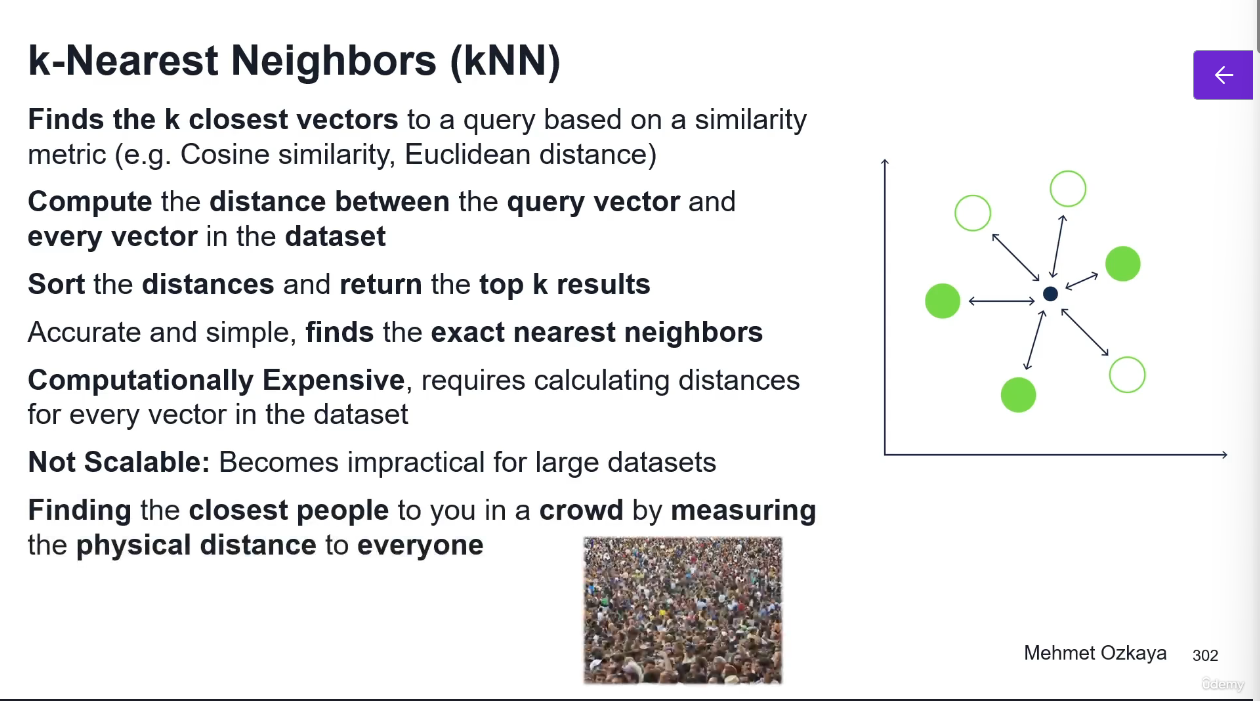 k-Nearest Neighbors (kNN)
Finds the k closest vectors to a query based on a similarity
metric (e.g. Cosine similarity, Euclidean distance)
Compute the distance between the query vector and
every vector in the dataset
Sort the distances and return the top k results
Accurate and simple, finds the exact nearest neighbors
Computationally Expensive, requires calculating distances
for every vector in the dataset
Not Scalable: Becomes impractical for large datasets
Finding the closest people to you in a crowd by measuring
the physical distance to everyone
Mehmet Ozkaya 302
ûdemy